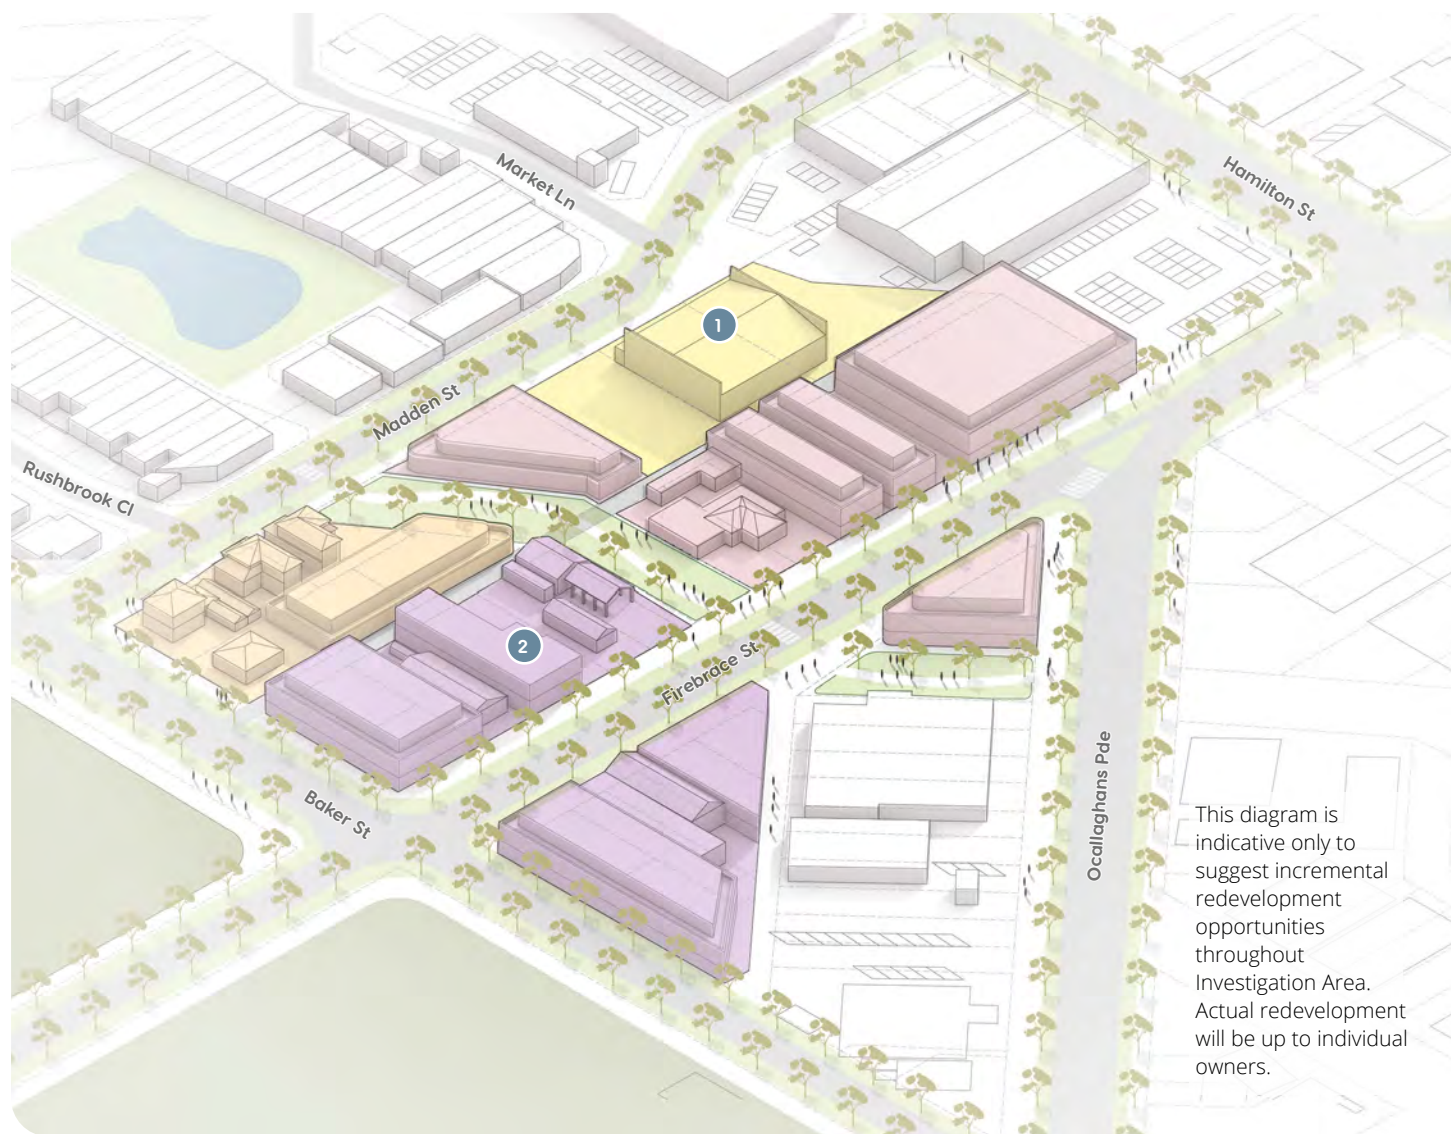 Market Ln
Hamilton St
1
Madden St
Rushbrook Cl
2
Firebrace St
Baker St
Ocallaghans Pde
This diagram is
indicative only to
suggest incremental
redevelopment
opportunities
throughout
Investigation Area.
Actual redevelopment
will be up to individual
owners.